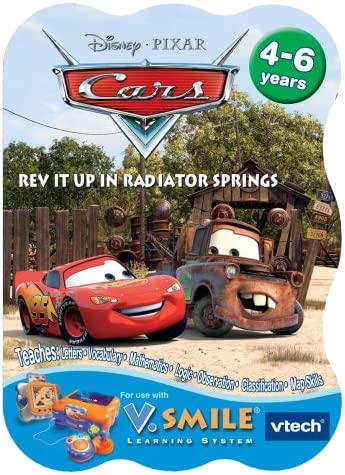 Disney · PIXAR
Cars
4-6
years
REV IT UP IN RADIATOR SPRINGS
95
Teaches: Letters • Vocabulary • Mathematics • Logic • Observation • Classification • Map Skills
For use with
V.SMILE®
LEARNING SYSTEM
vtech®